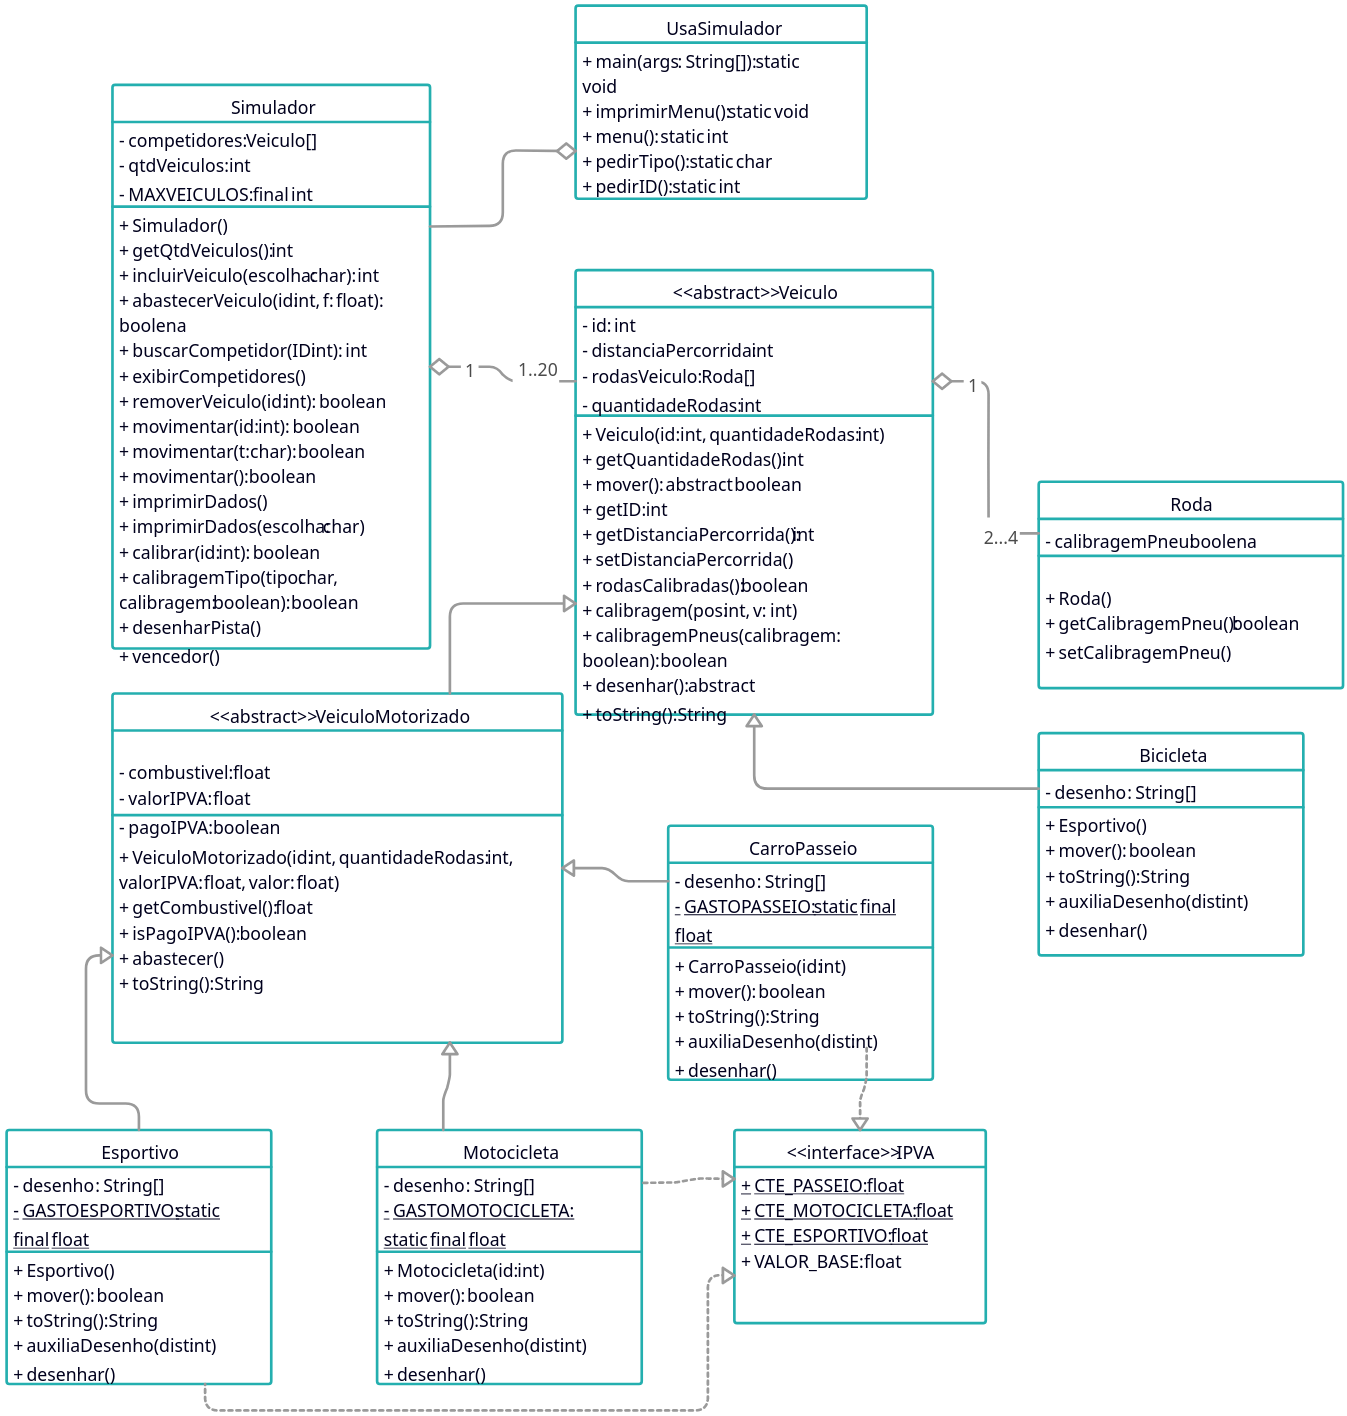 UsaSimulador
+ main(args: String[]):static
void
+ imprimirMenu():static void
+ menu(): static int
+ pedirTipo():static char
+ pedirID():static int
Simulador
- competidores:Veiculo[]
- qtdVeiculos:int
- MAXVEICULOS:final int
+ Simulador()
+ getQtdVeiculos():int
+ incluirVeiculo(escolha:char): int
+ abastecerVeiculo(id:int, f: float):
boolena
+ buscarCompetidor(ID:int): int
+ exibirCompetidores()
+ removerVeiculo(id:int): boolean
+ movimentar(id:int): boolean
+ movimentar(t:char): boolean
+ movimentar():boolean
+ imprimirDados()
+ imprimirDados(escolha:char)
+ calibrar(id:int): boolean
+ calibragemTipo(tipo:char,
calibragem:boolean): boolean
+ desenharPista()
+ vencedor()
1
1..20
<<abstract>>Veiculo
- id: int
- distanciaPercorrida:int
- rodasVeiculo:Roda[]
- quantidadeRodas:int
+ Veiculo(id:int, quantidadeRodas:int)
+ getQuantidadeRodas():int
+ mover(): abstract boolean
+ getID:int
+ getDistanciaPercorrida():int
+ setDistanciaPercorrida()
+ rodasCalibradas():boolean
+ calibragem(pos:int, v: int)
+ calibragemPneus(calibragem:
boolean): boolean
+ desenhar():abstract
+ toString():String
1
2...4
Roda
- calibragemPneu:boolena
+ Roda()
+ getCalibragemPneu():boolean
+ setCalibragemPneu()
<<abstract>>VeiculoMotorizado
- combustivel:float
- valorIPVA: float
- pagoIPVA:boolean
+ VeiculoMotorizado(id:int, quantidadeRodas:int,
valorIPVA: float, valor: float)
+ getCombustivel():float
+ isPagoIPVA():boolean
+ abastecer()
+ toString():String
Bicicleta
- desenho: String[]
+ Esportivo()
+ mover(): boolean
+ toString():String
+ auxiliaDesenho(dist:int)
+ desenhar()
CarroPasseio
- desenho: String[]
- GASTOPASSEIO:static final
float
+ CarroPasseio(id:int)
+ mover(): boolean
+ toString():String
+ auxiliaDesenho(dist:int)
+ desenhar()
Esportivo
- desenho: String[]
- GASTOESPORTIVO:static
final float
+ Esportivo()
+ mover(): boolean
+ toString():String
+ auxiliaDesenho(dist:int)
+ desenhar()
Motocicleta
- desenho: String[]
- GASTOMOTOCICLETA:
static final float
+ Motocicleta(id:int)
+ mover(): boolean
+ toString():String
+ auxiliaDesenho(dist:int)
+ desenhar()
<<interface>>IPVA
+ CTE_PASSEIO:float
+ CTE_MOTOCICLETA:float
+ CTE_ESPORTIVO:float
+ VALOR_BASE: float